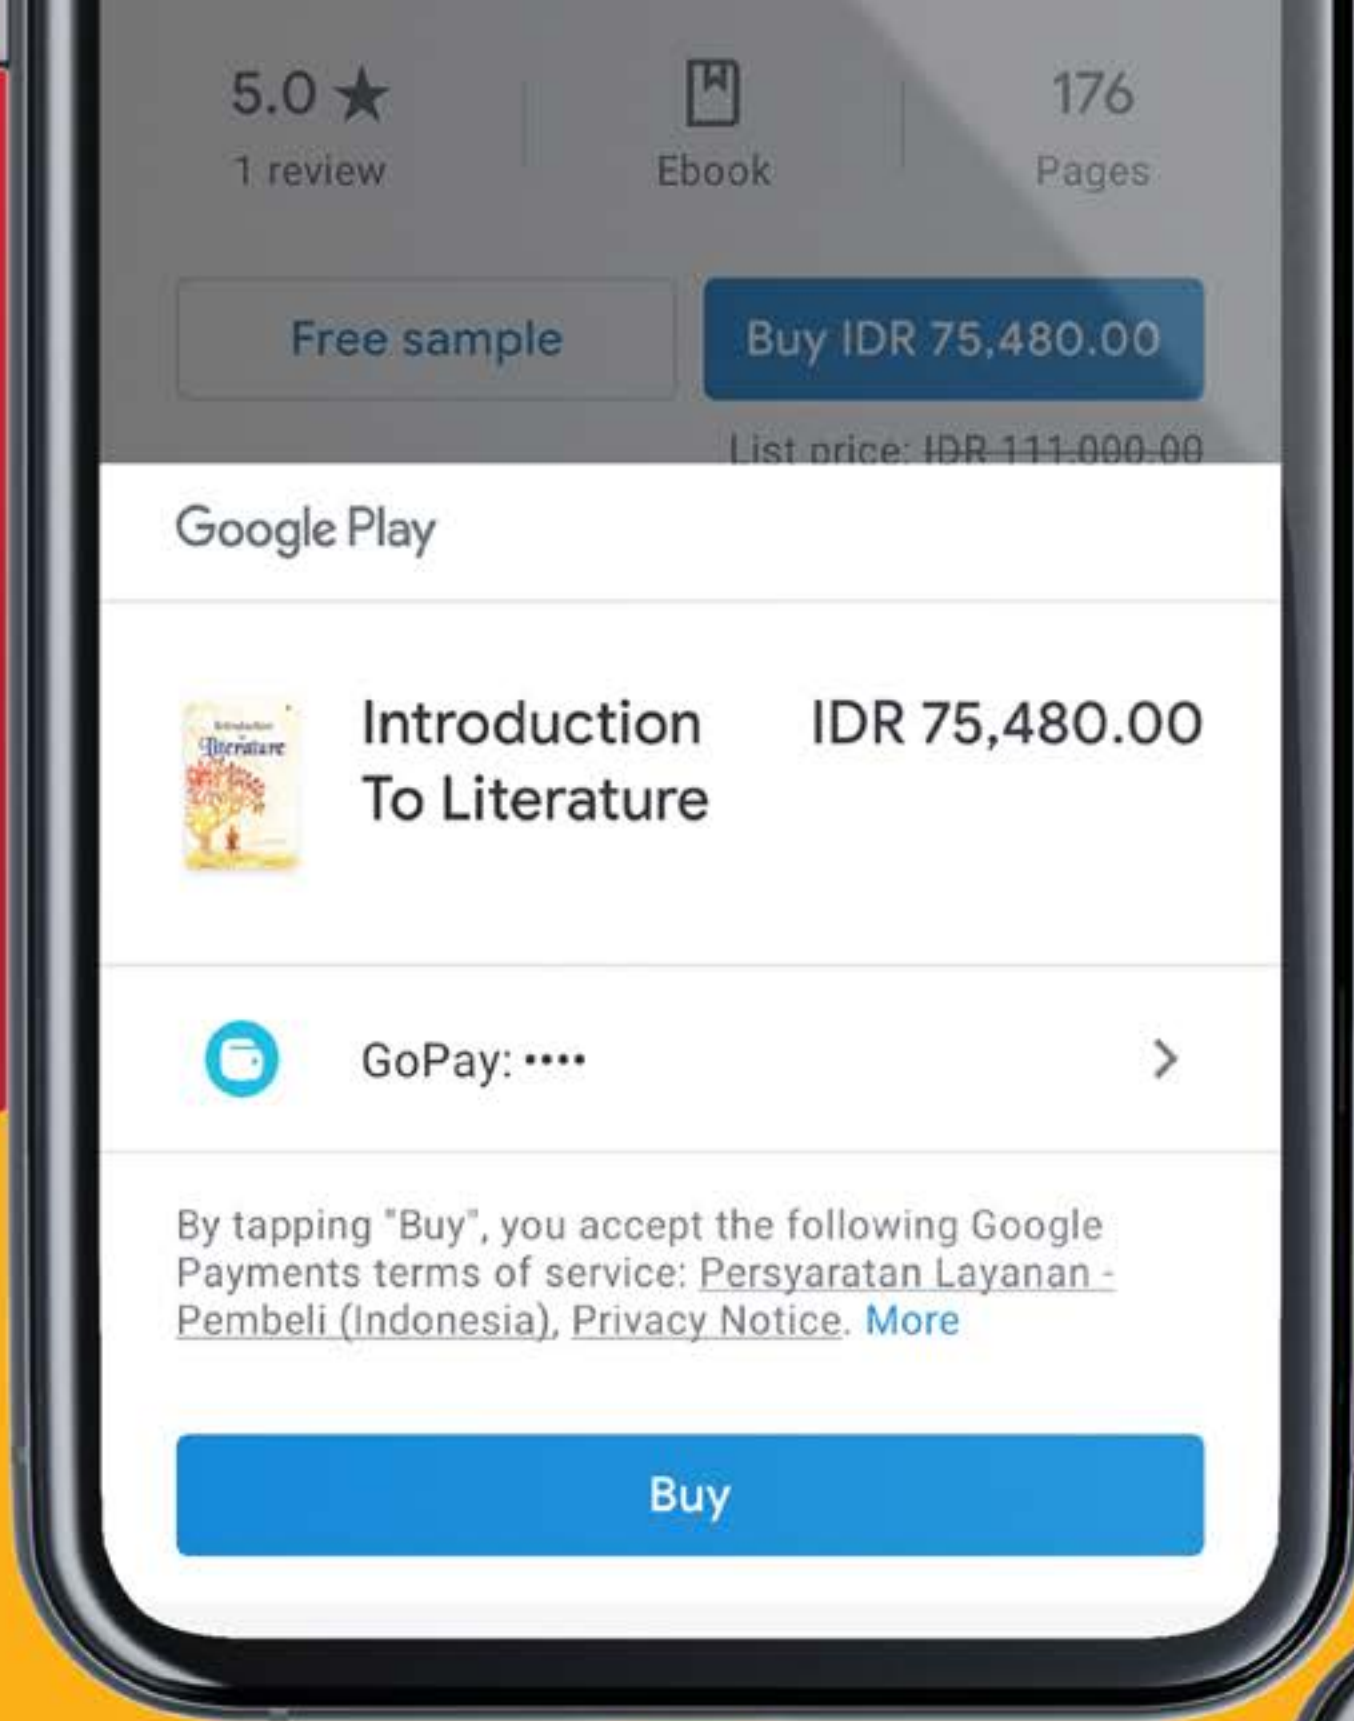 5.0 ★
1 review
Ebook
176
Pages
Free sample
Buy IDR 75,480.00
List price: IDR 111.000.00
Google Play
Introduction
Literature
Introduction
To Literature
IDR 75,480.00
GoPay: ••••
By tapping "Buy", you accept the following Google
Payments terms of service: Persyaratan Layanan -
Pembeli (Indonesia), Privacy Notice. More
Buy